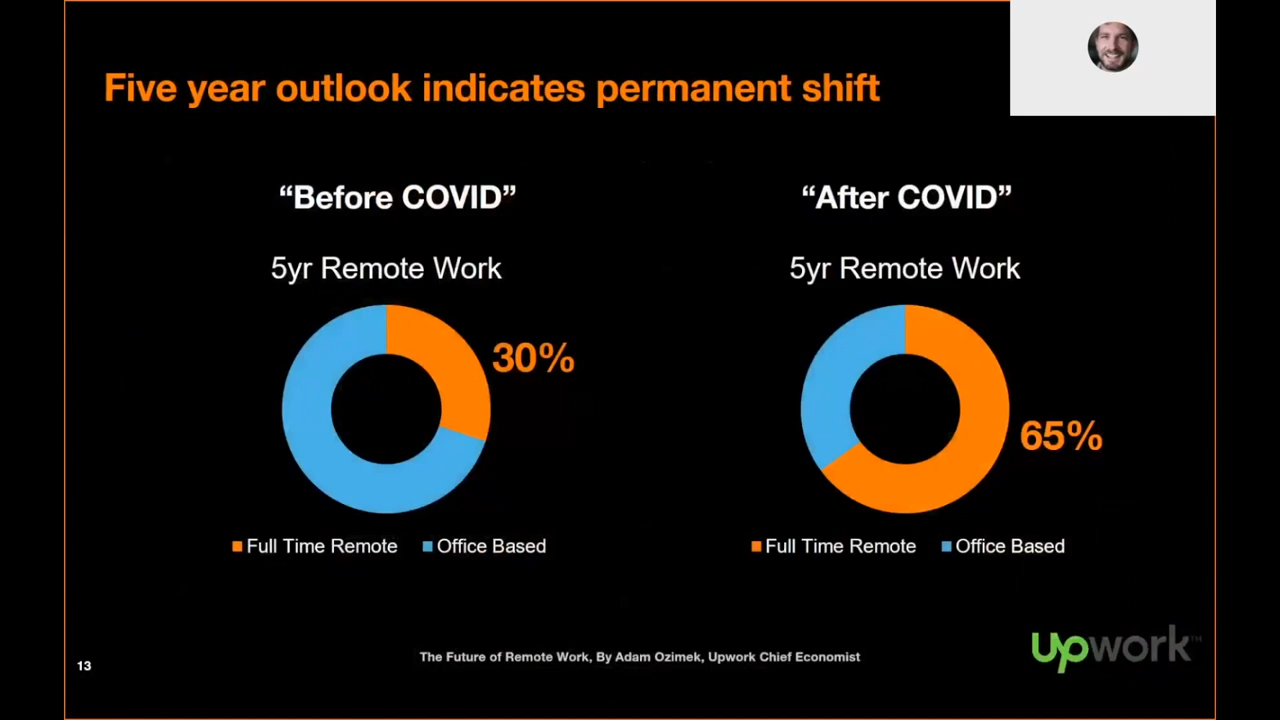 Five year outlook indicates permanent shift
“Before COVID”
5yr Remote Work
30%
Full Time Remote
Office Based
“After COVID”
5yr Remote Work
65%
Full Time Remote
Office Based
13
The Future of Remote Work, By Adam Ozimek, Upwork Chief Economist
upwork™